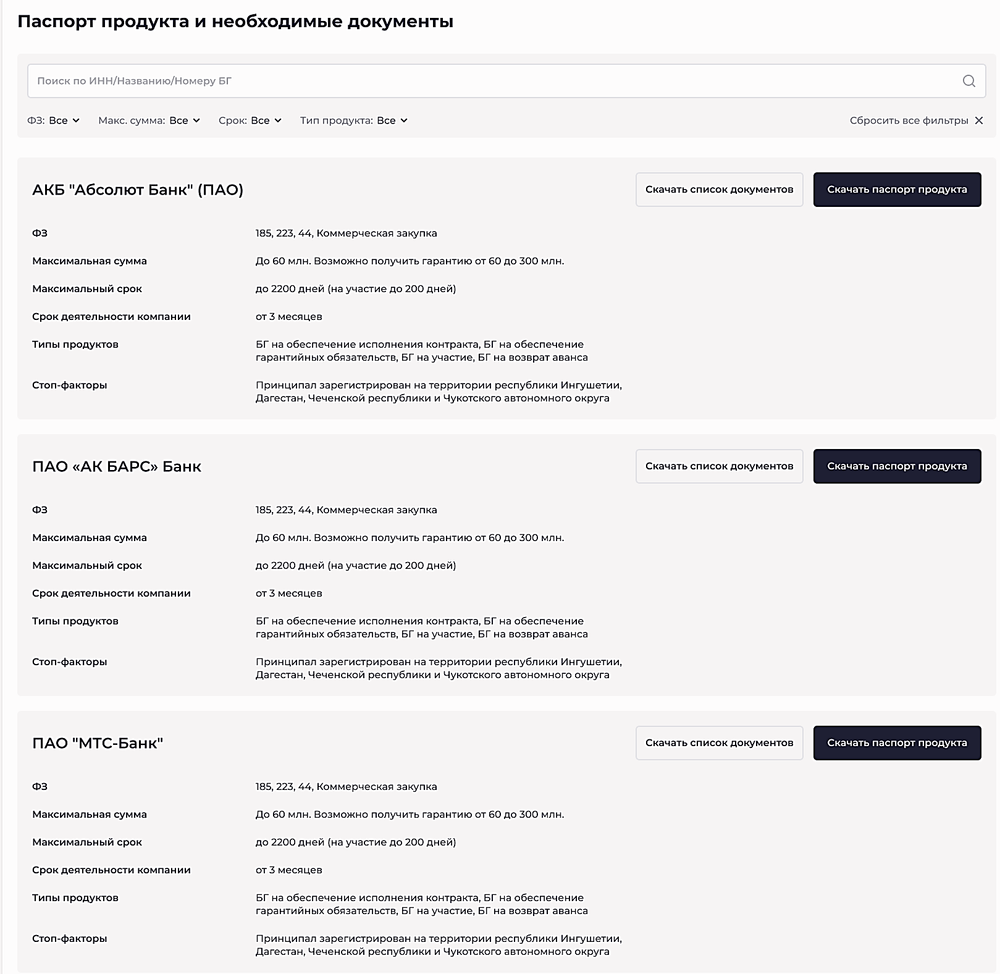 Паспорт продукта и необходимые документы
Поиск по ИНН/Названию/Номеру БГ
ФЗ: Все Макс. сумма: Все Срок: Все Тип продукта: Все Сбросить все фильтры
АКБ "Абсолют Банк" (ПАО) Скачать список документов Скачать паспорт продукта
ФЗ 185, 223, 44, Коммерческая закупка
Максимальная сумма До 60 млн. Возможно получить гарантию от 60 до 300 млн.
Максимальный срок до 2200 дней (на участие до 200 дней)
Срок деятельности компании от 3 месяцев
Типы продуктов БГ на обеспечение исполнения контракта, БГ на обеспечение
гарантийных обязательств, БГ на участие, БГ на возврат аванса
Стоп-факторы Принципал зарегистрирован на территории республики Ингушетии,
Дагестан, Чеченской республики и Чукотского автономного округа
ПАО «АК БАРС» Банк Скачать список документов Скачать паспорт продукта
ФЗ 185, 223, 44, Коммерческая закупка
Максимальная сумма До 60 млн. Возможно получить гарантию от 60 до 300 млн.
Максимальный срок до 2200 дней (на участие до 200 дней)
Срок деятельности компании от 3 месяцев
Типы продуктов БГ на обеспечение исполнения контракта, БГ на обеспечение
гарантийных обязательств, БГ на участие, БГ на возврат аванса
Стоп-факторы Принципал зарегистрирован на территории республики Ингушетии,
Дагестан, Чеченской республики и Чукотского автономного округа
ПАО "МТС-Банк" Скачать список документов Скачать паспорт продукта
ФЗ 185, 223, 44, Коммерческая закупка
Максимальная сумма До 60 млн. Возможно получить гарантию от 60 до 300 млн.
Максимальный срок до 2200 дней (на участие до 200 дней)
Срок деятельности компании от 3 месяцев
Типы продуктов БГ на обеспечение исполнения контракта, БГ на обеспечение
гарантийных обязательств, БГ на участие, БГ на возврат аванса
Стоп-факторы Принципал зарегистрирован на территории республики Ингушетии,
Дагестан, Чеченской республики и Чукотского автономного округа